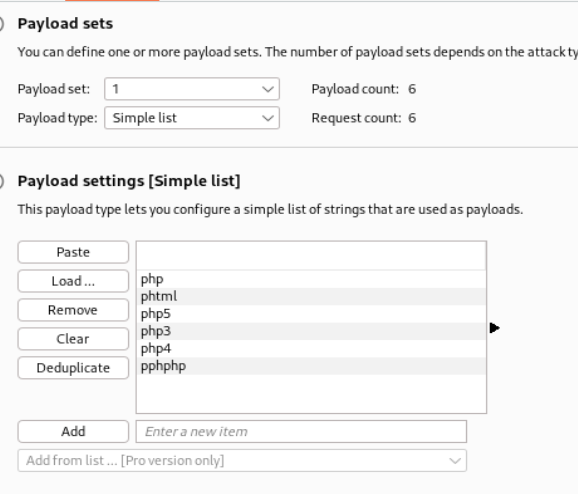 Payload sets
You can define one or more payload sets. The number of payload sets depends on the attack ty
Payload set: 1 Payload count: 6
Payload type: Simple list Request count: 6
Payload settings [Simple list]
This payload type lets you configure a simple list of strings that are used as payloads.
Paste
Load ...
Remove
Clear
Deduplicate
php
phtml
php5
php3
php4
pphphp
Add Enter a new item
Add from list ... [Pro version only]